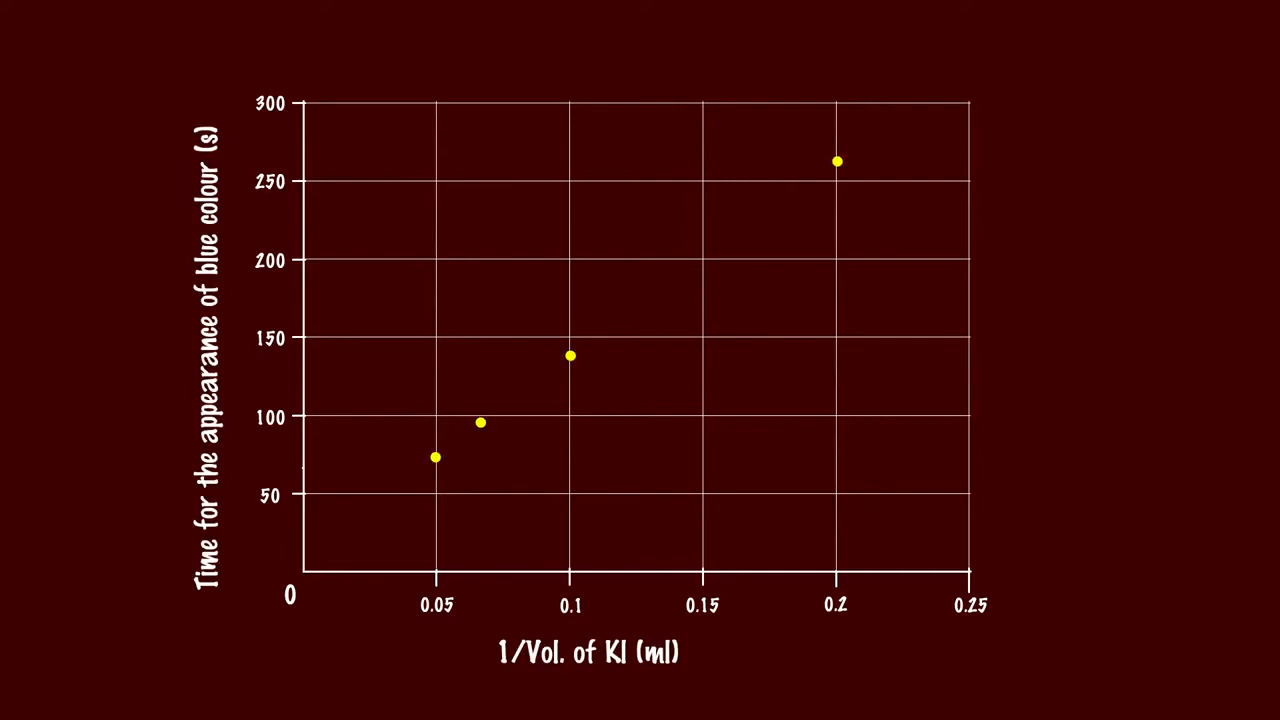 Time for the appearance of blue colour (s)
300
250
200
150
100
50
0
0.05 0.1 0.15 0.2 0.25
1/Vol. of KI (ml)